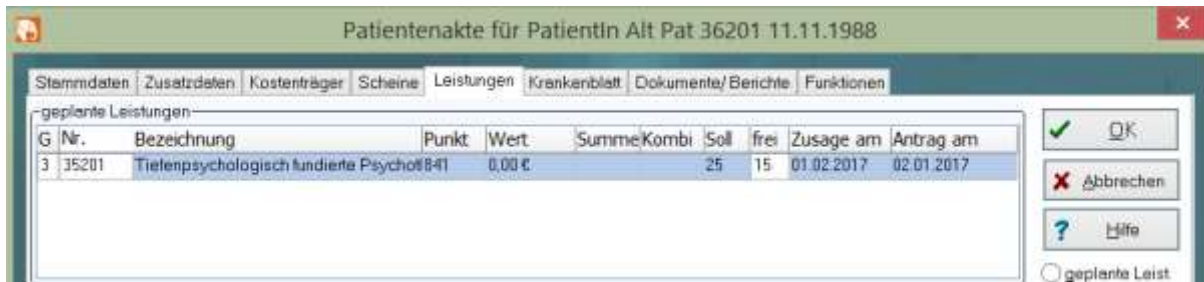 Patientenakte für PatientIn Alt Pat 36201 11.11.1988
Stammdaten Zusatzdaten Kostenträger Scheine Leistungen Krankenblatt Dokumente/Berichte Funktionen
geplante Leistungen
G Nr. Bezeichnung Punkt Wert Summe Kombi Soll frei Zusage am Antrag am
3 35201 Tiefenpsychologisch fundierte Psychot 841 0,00 € 25 15 01.02.2017 02.01.2017
OK
Abbrechen
? Hilfe
geplante Leist